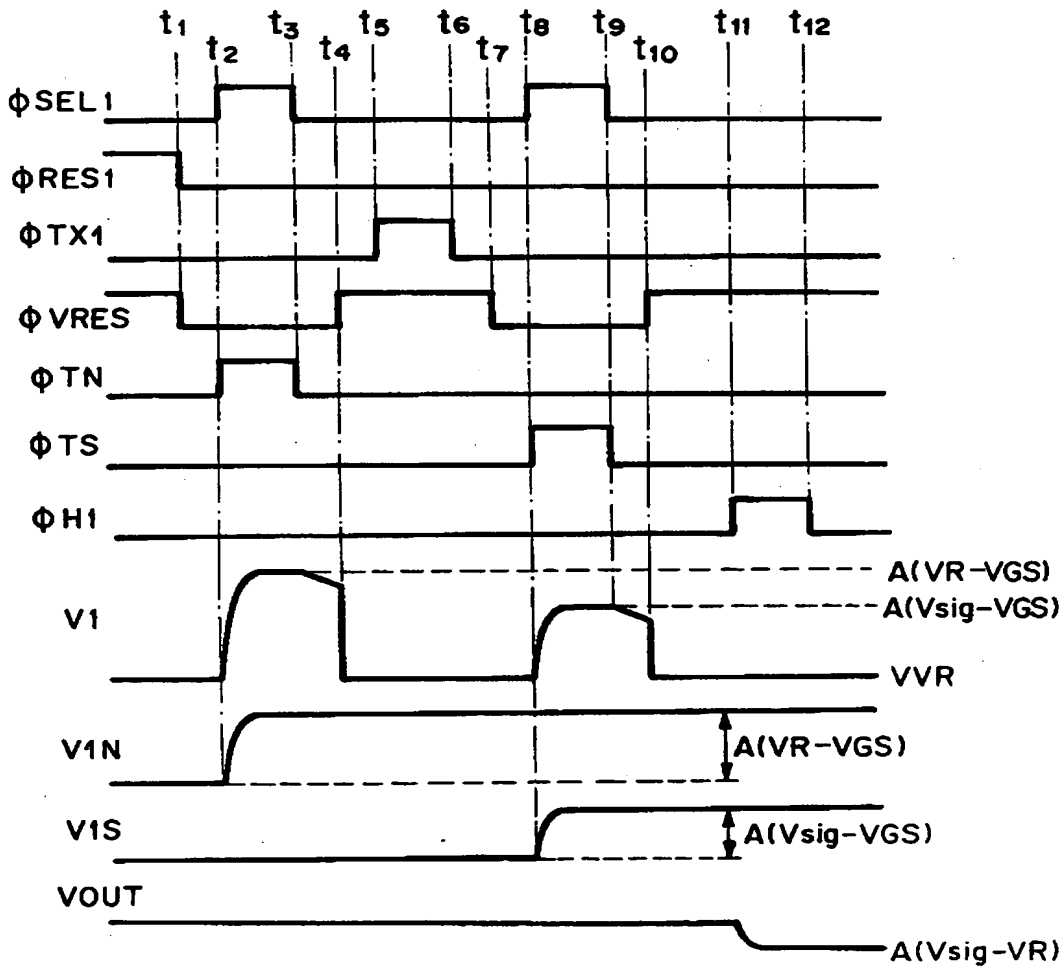 t1 t2 t3 t4 t5 t6 t7 t8 t9 t10 t11 t12
ΦSEL1
ΦRES1
ΦTX1
ΦVRES
ΦTN
ΦTS
ΦH1
A(VR-VGS)
A(Vsig-VGS)
V1
VVR
V1N
A(VR-VGS)
V1S
A(Vsig-VGS)
VOUT
A(Vsig-VR)